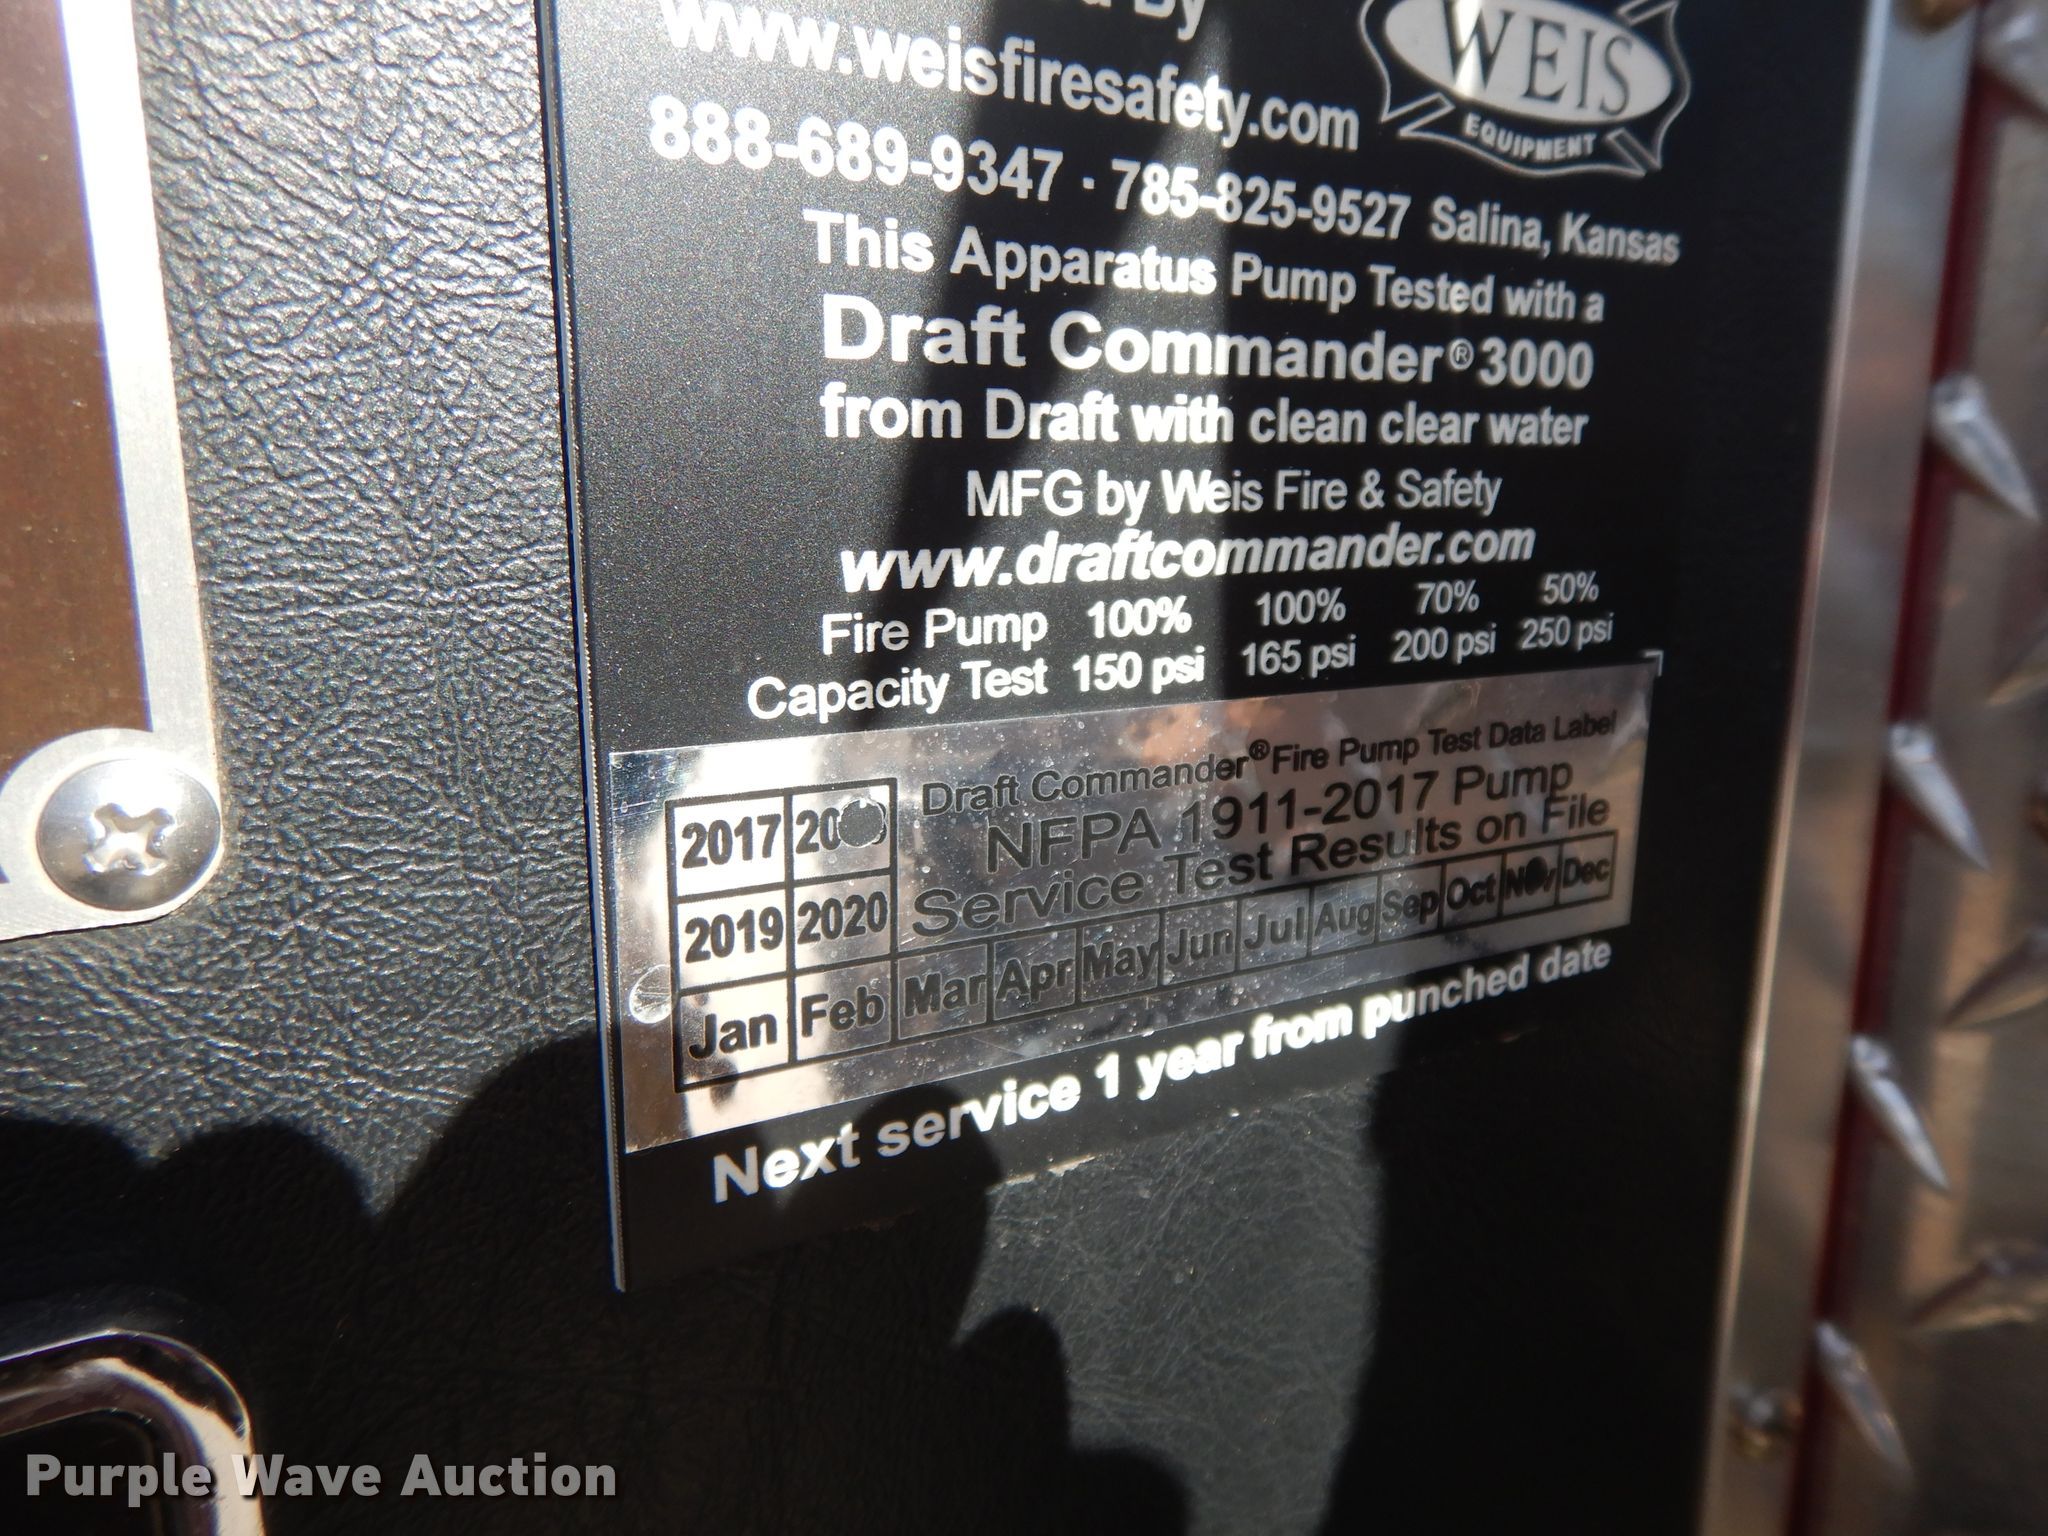 By
www.weisfiresafety.com
WEIS
EQUIPMENT
888-689-9347 · 785-825-9527 Salina, Kansas
This Apparatus Pump Tested with a
Draft Commander® 3000
from Draft with clean clear water
MFG by Weis Fire & Safety
www.draftcommander.com
Fire Pump 100% 100% 70% 50%
Capacity Test 150 psi 165 psi 200 psi 250 psi
Draft Commander® Fire Pump Test Data Label
NFPA 1911-2017 Pump
Service Test Results on File
2017
2019 2020
Jan Feb Mar Apr May Jun Jul Aug Sep Oct Nov Dec
Next service 1 year from punched date
Purple Wave Auction